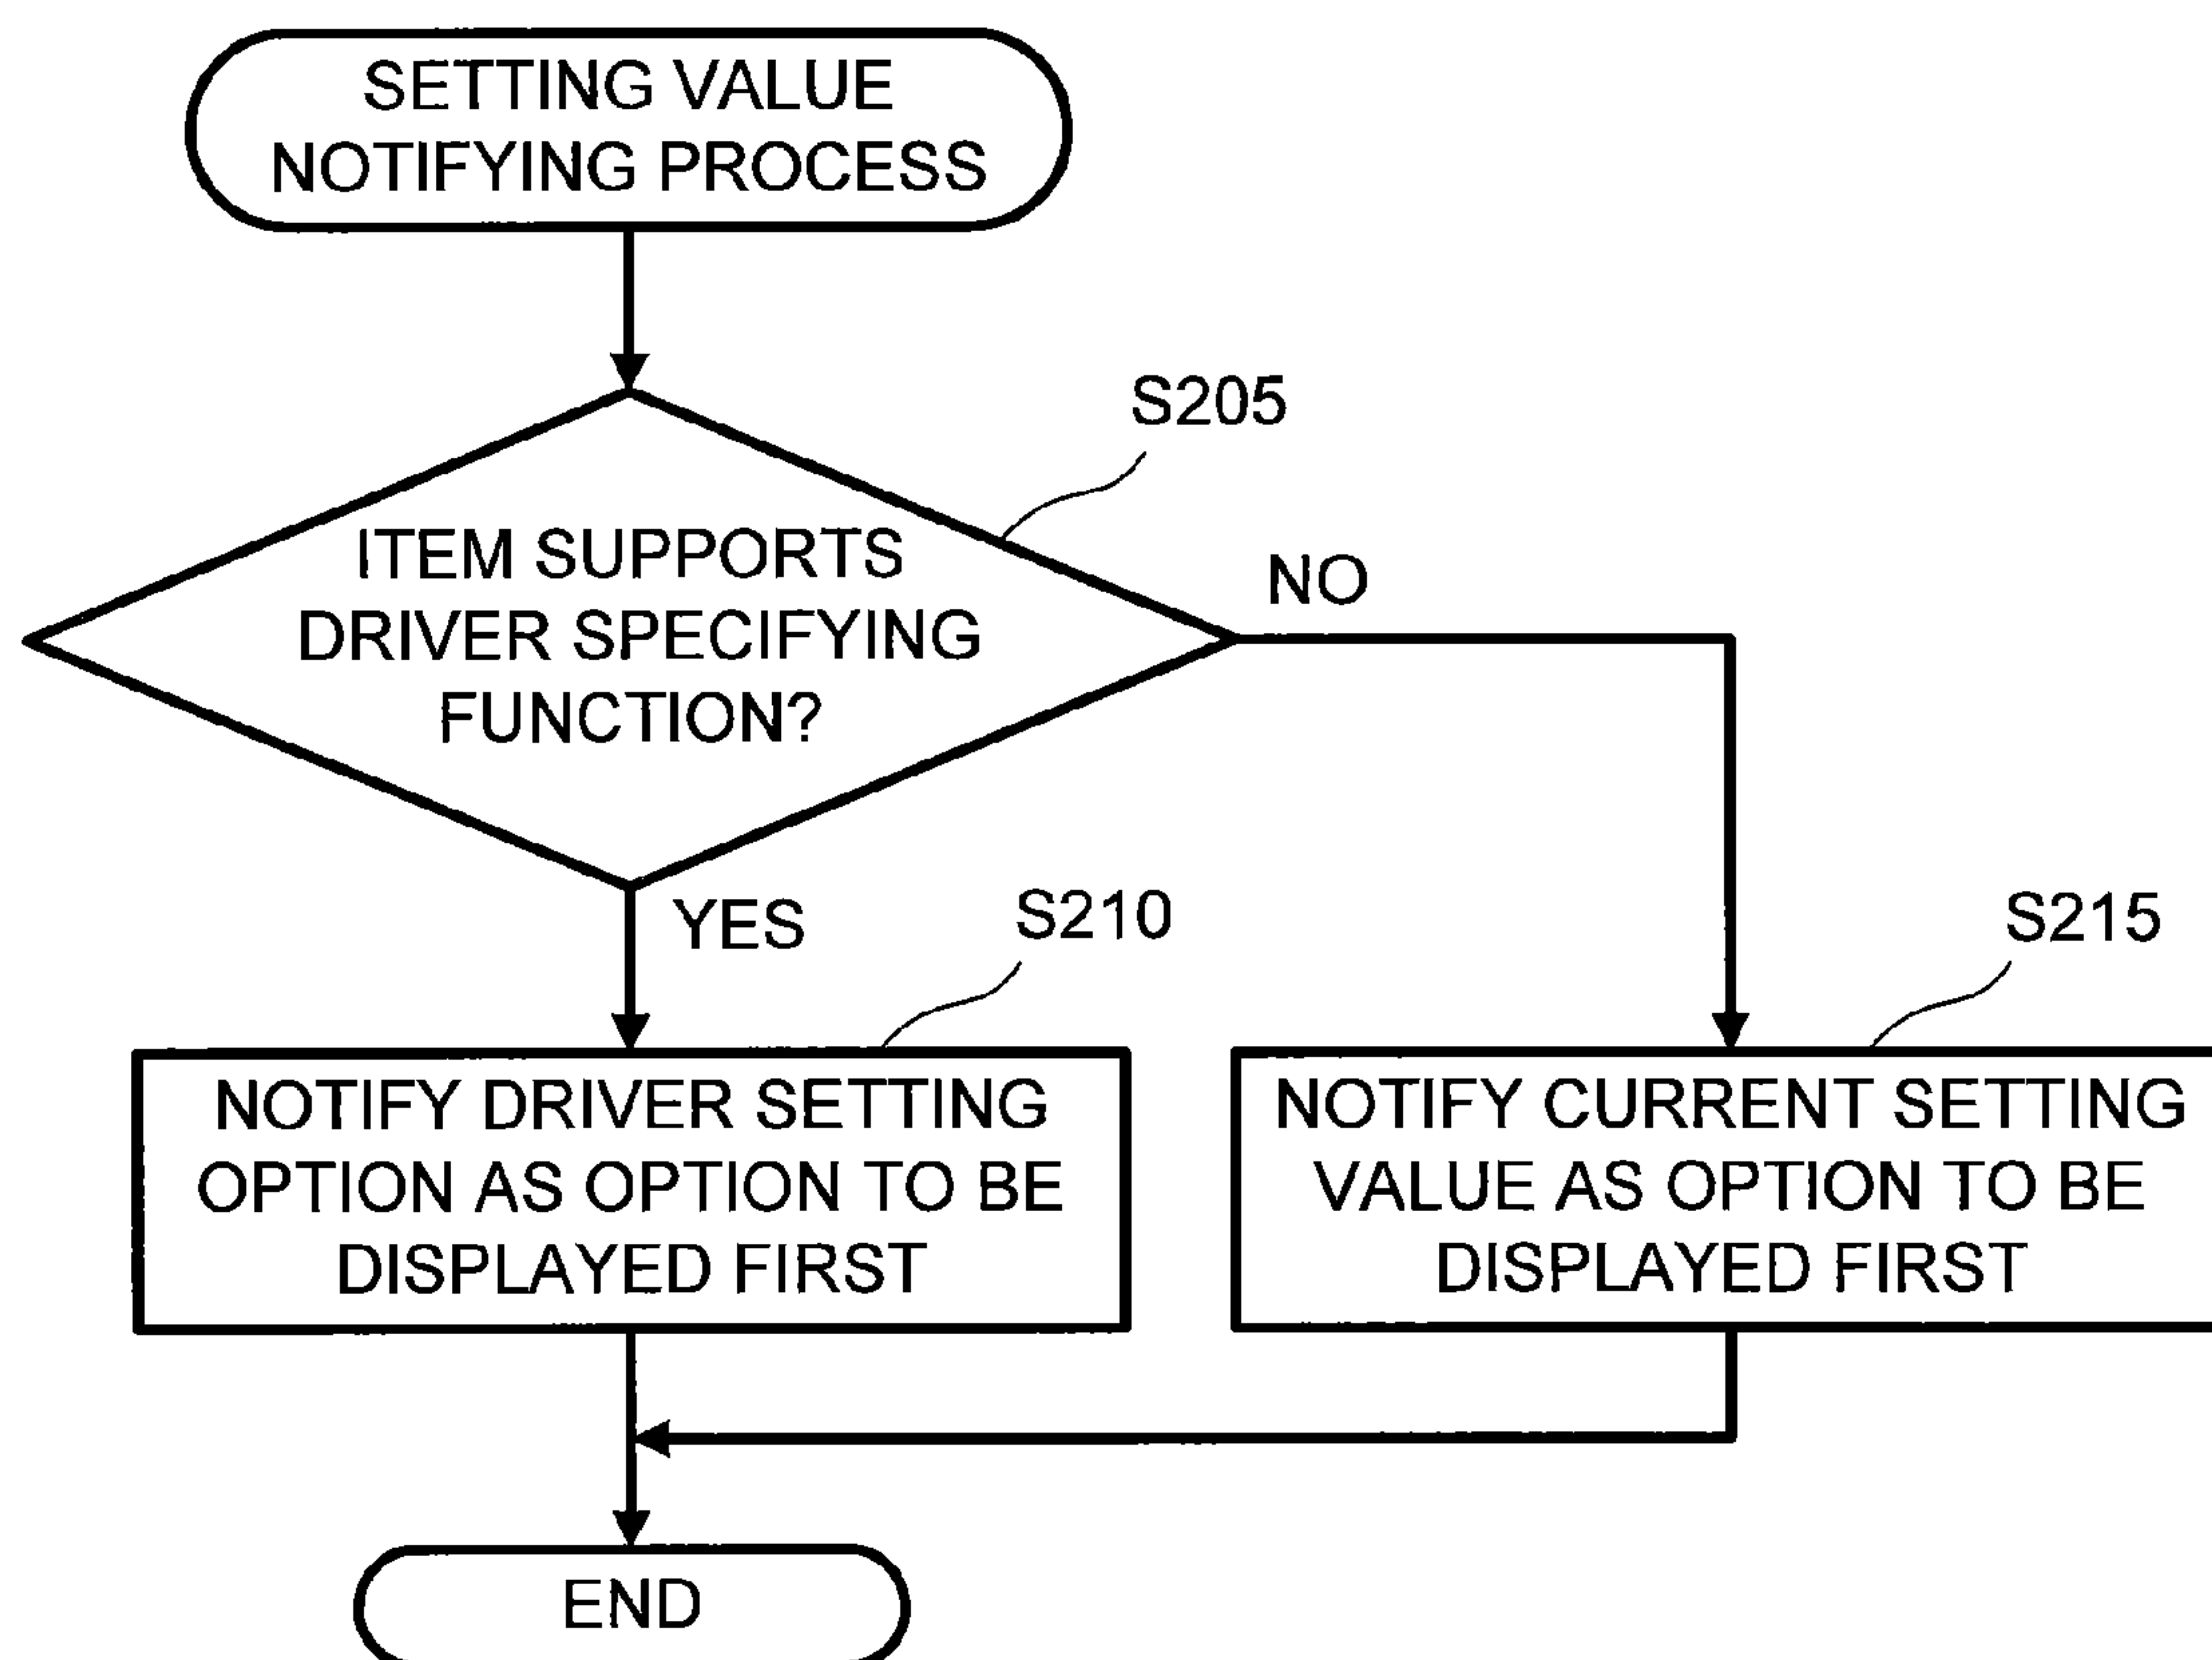 SETTING VALUE
NOTIFYING PROCESS
S205
ITEM SUPPORTS
DRIVER SPECIFYING
FUNCTION?
NO
YES
S210
S215
NOTIFY DRIVER SETTING
OPTION AS OPTION TO BE
DISPLAYED FIRST
NOTIFY CURRENT SETTING
VALUE AS OPTION TO BE
DISPLAYED FIRST
END